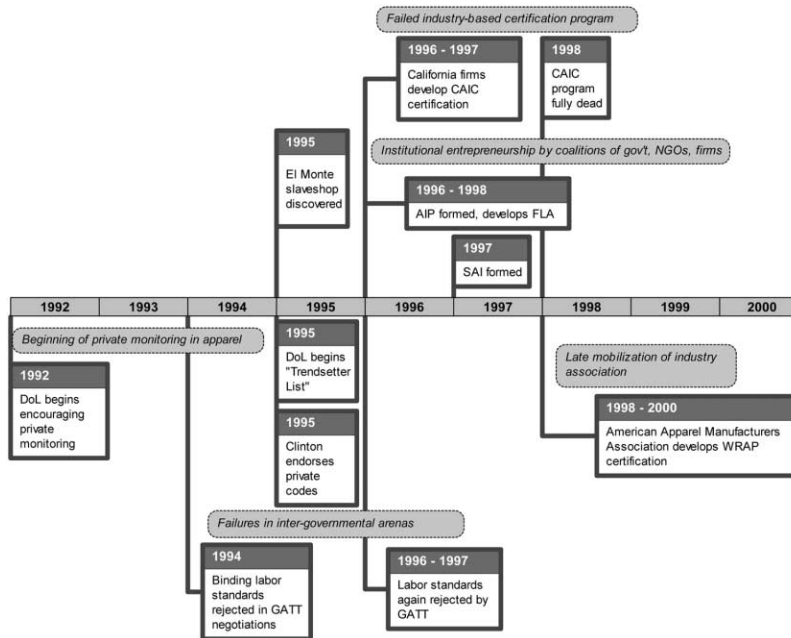 Failed industry-based certification program
1996 - 1997
California firms
develop CAIC
certification
1998
CAIC
program
fully dead
1995
El Monte
slaveshop
discovered
Institutional entrepreneurship by coalitions of gov't, NGOs, firms
1996 - 1998
AIP formed, develops FLA
1997
SAI formed
1992 1993 1994 1995 1996 1997 1998 1999 2000
Beginning of private monitoring in apparel
1992
DoL begins
encouraging
private
monitoring
1995
DoL begins
"Trendsetter
List"
1995
Clinton
endorses
private
codes
Late mobilization of industry
association
1998 - 2000
American Apparel Manufacturers
Association develops WRAP
certification
Failures in inter-governmental arenas
1994
Binding labor
standards
rejected in GATT
negotiations
1996 - 1997
Labor standards
again rejected by
GATT